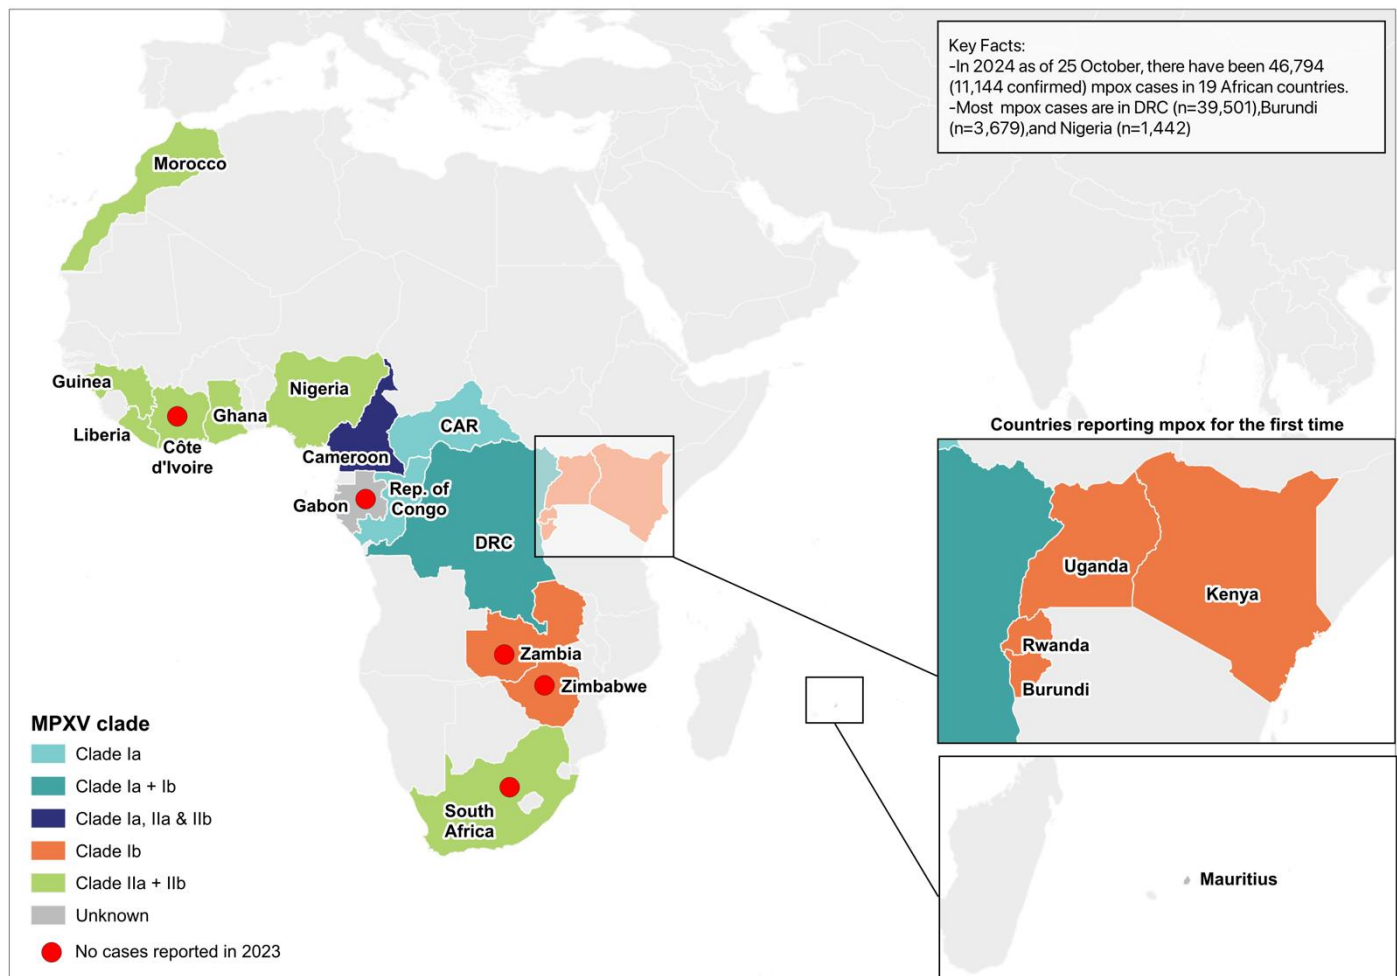 Key Facts:
-In 2024 as of 25 October, there have been 46,794
(11,144 confirmed) mpox cases in 19 African countries.
-Most mpox cases are in DRC (n=39,501),Burundi
(n=3,679),and Nigeria (n=1,442)
Morocco
Guinea
Liberia
Côte
d'Ivoire
Ghana
Nigeria
Cameroon
CAR
Gabon
Rep. of
Congo
DRC
Zambia
Zimbabwe
South
Africa
Countries reporting mpox for the first time
Uganda
Kenya
Rwanda
Burundi
Mauritius
MPXV clade
Clade Ia
Clade Ia + Ib
Clade Ia, IIa & IIb
Clade Ib
Clade IIa + IIb
Unknown
No cases reported in 2023